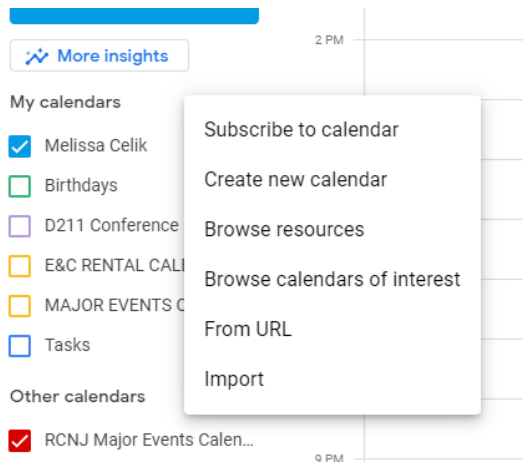 2 PM
More insights
My calendars
Melissa Celik
Birthdays
D211 Conference
E&C RENTAL CAL
MAJOR EVENTS C
Tasks
Other calendars
RCNJ Major Events Calen...
Subscribe to calendar
Create new calendar
Browse resources
Browse calendars of interest
From URL
Import
9 PM